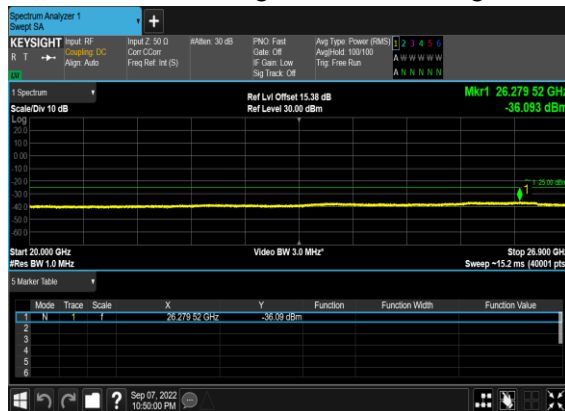 Spectrum Analyzer 1
Swept SA
+
KEYSIGHT Input: RF Input Z: 50 Ω #Atten: 30 dB PNO: Fast Avg Type: Power (RMS) 1 2 3 4 5 6
R T Coupling: DC Corr CCorr Gate: Off Avg|Hold: 100/100 A W W W W W
Align: Auto Freq Ref: Int (S) IF Gain: Low Trig: Free Run
Sig Track: Off A N N N N N
1 Spectrum Ref Lvl Offset 15.38 dB Mkr1 26.279 52 GHz
Scale/Div 10 dB Ref Level 30.00 dBm -36.093 dBm
Log
20.0
10.0
0.00
-10.0
-20.0
-30.0
-40.0
-50.0
-60.0
1
-25.00 dBm
Start 20.000 GHz Video BW 3.0 MHz* Stop 26.900 GHz
#Res BW 1.0 MHz Sweep ~15.2 ms (40001 pts
5 Marker Table
Mode Trace Scale X Y Function Function Width Function Value
1 N 1 f 26.279 52 GHz -36.09 dBm
2
3
4
5
6
? Sep 07, 2022
10:50:00 PM